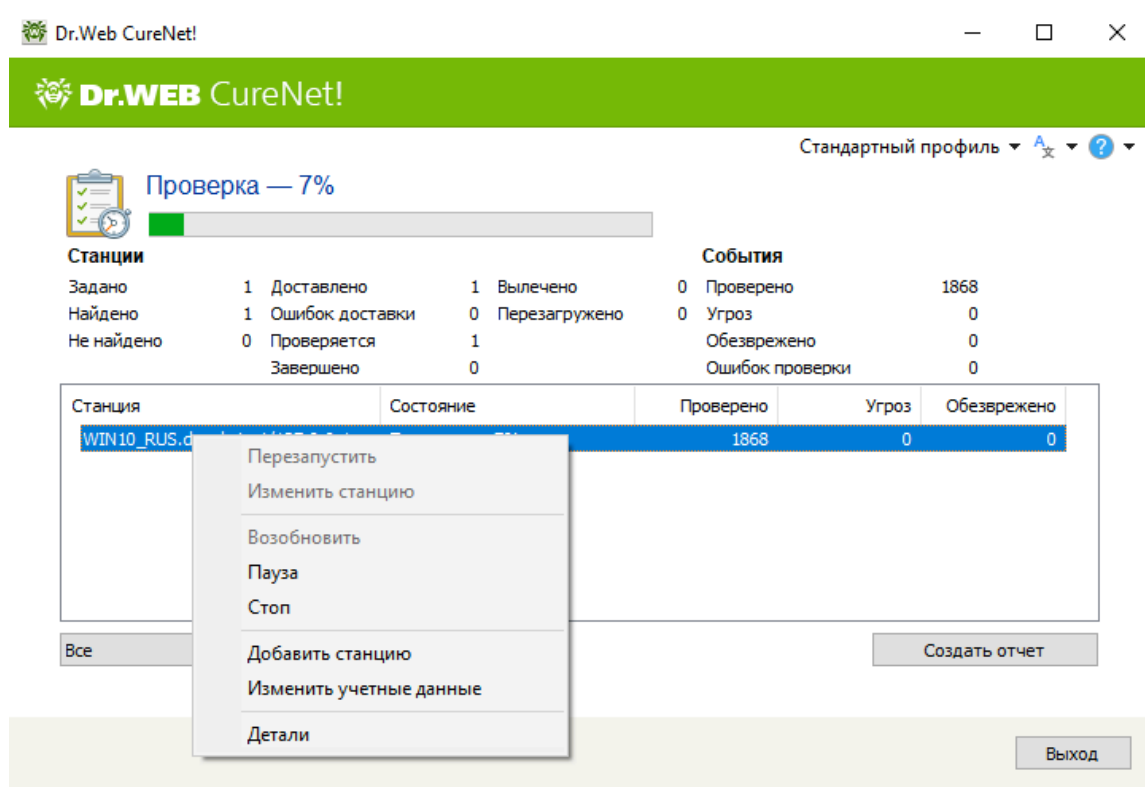 Dr.Web CureNet!
Dr.WEB CureNet!
Стандартный профиль
Проверка — 7%
Станции События
Задано 1 Доставлено 1 Вылечено 0 Проверено 1868
Найдено 1 Ошибок доставки 0 Перезагружено 0 Угроз 0
Не найдено 0 Проверяется 1 Обезврежено 0
Завершено 0 Ошибок проверки 0
Станция Состояние Проверено Угроз Обезврежено
1868 0 0
Перезапустить
Изменить станцию
Возобновить
Пауза
Стоп
Добавить станцию
Изменить учетные данные
Детали
Все Создать отчет
Выход